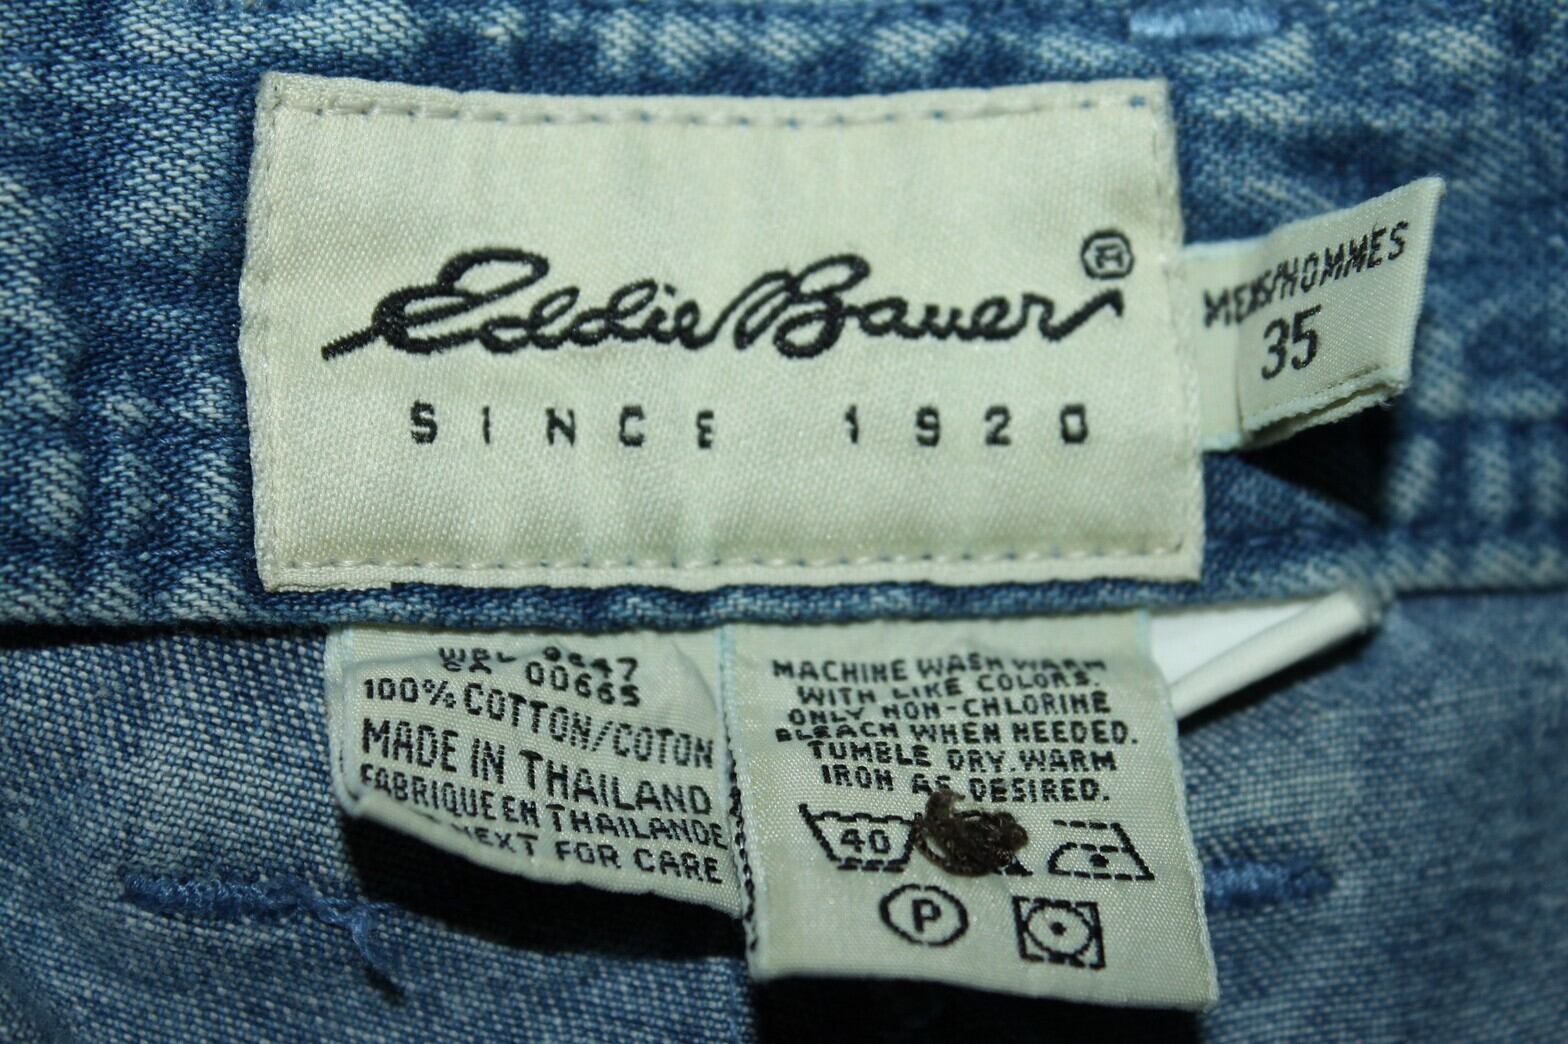 Eddie Bauer ®
SINCE 1920
MENS/HOMMES
35
00665
100% COTTON/COTON
MADE IN THAILAND
FABRIQUE EN THAILANDE
NEXT FOR CARE
MACHINE WASH WARM
WITH LIKE COLORS.
ONLY NON-CHLORINE
BLEACH WHEN NEEDED.
TUMBLE DRY WARM
IRON AS DESIRED.
40
P